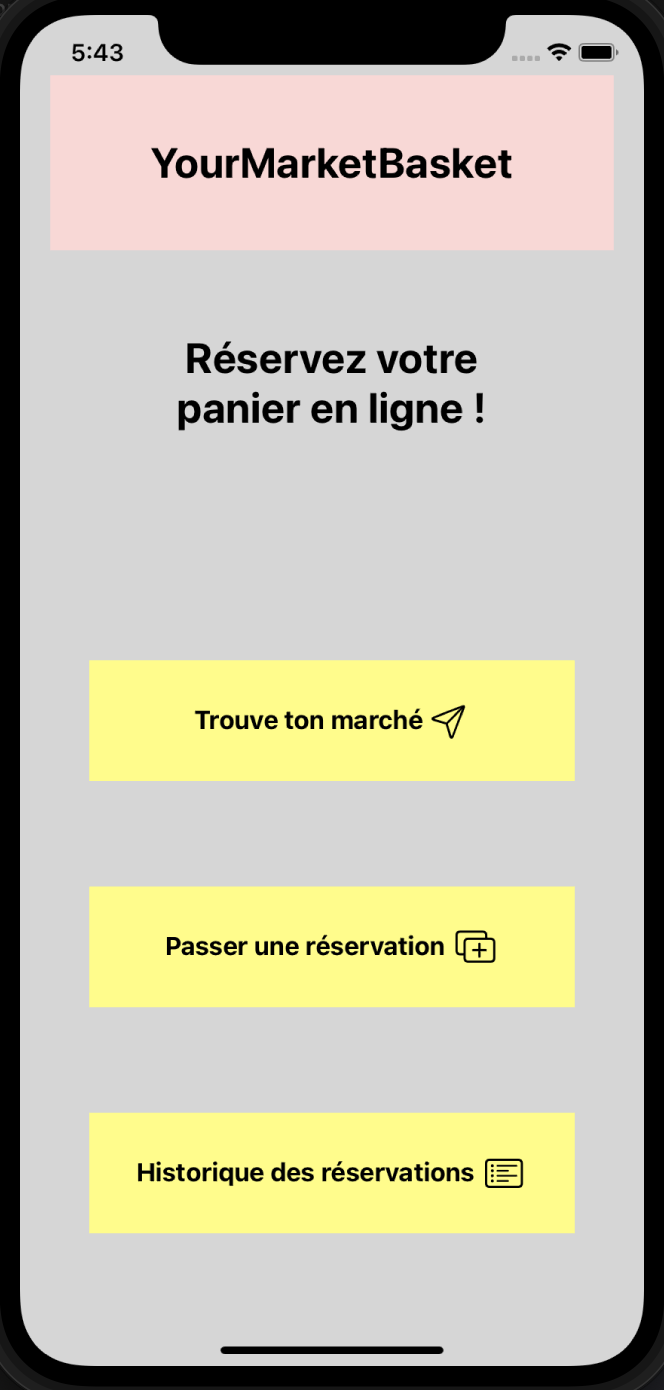 5:43
YourMarketBasket
Réservez votre
panier en ligne !
Trouve ton marché
Passer une réservation
Historique des réservations